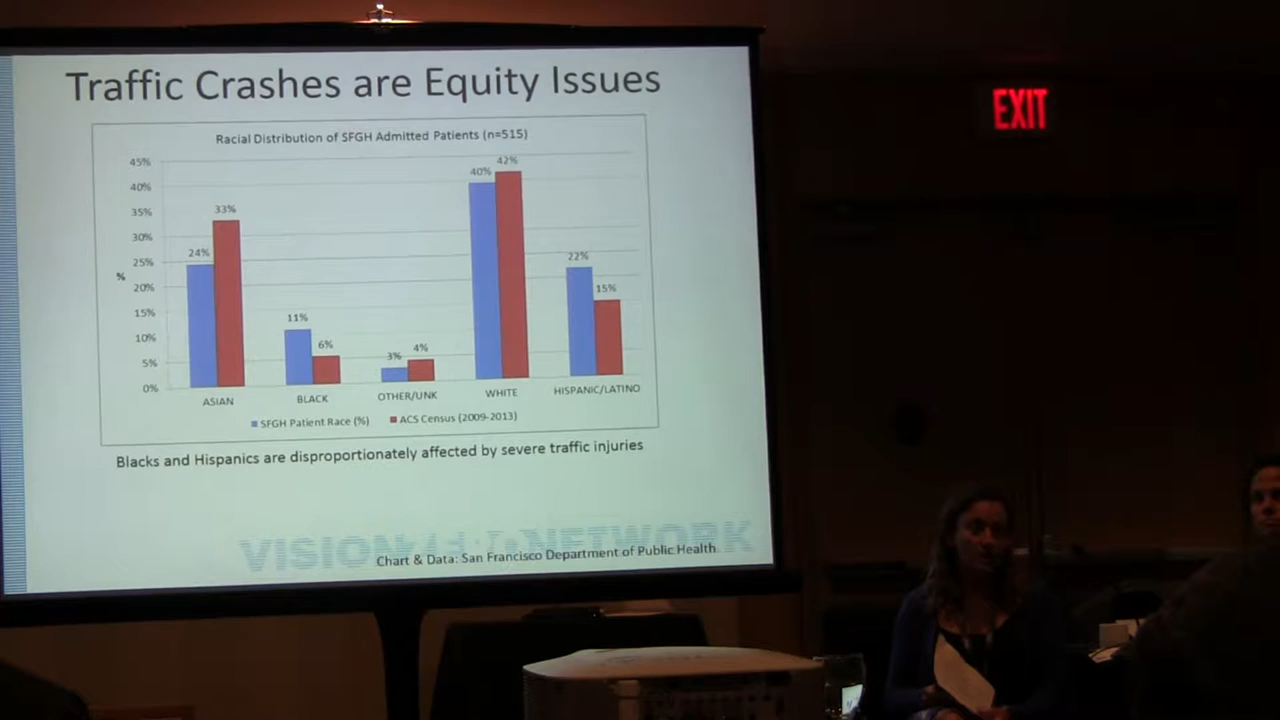 Traffic Crashes are Equity Issues
Racial Distribution of SFGH Admitted Patients (n=515)
45%
40%
35%
30%
25%
20%
15%
10%
5%
0%
%
24%
33%
11%
6%
3%
4%
40%
42%
22%
15%
ASIAN
BLACK
OTHER/UNK
WHITE
HISPANIC/LATINO
SFGH Patient Race (%)
ACS Census (2009-2013)
Blacks and Hispanics are disproportionately affected by severe traffic injuries
VISION NETWORK
Chart & Data: San Francisco Department of Public Health
EXIT